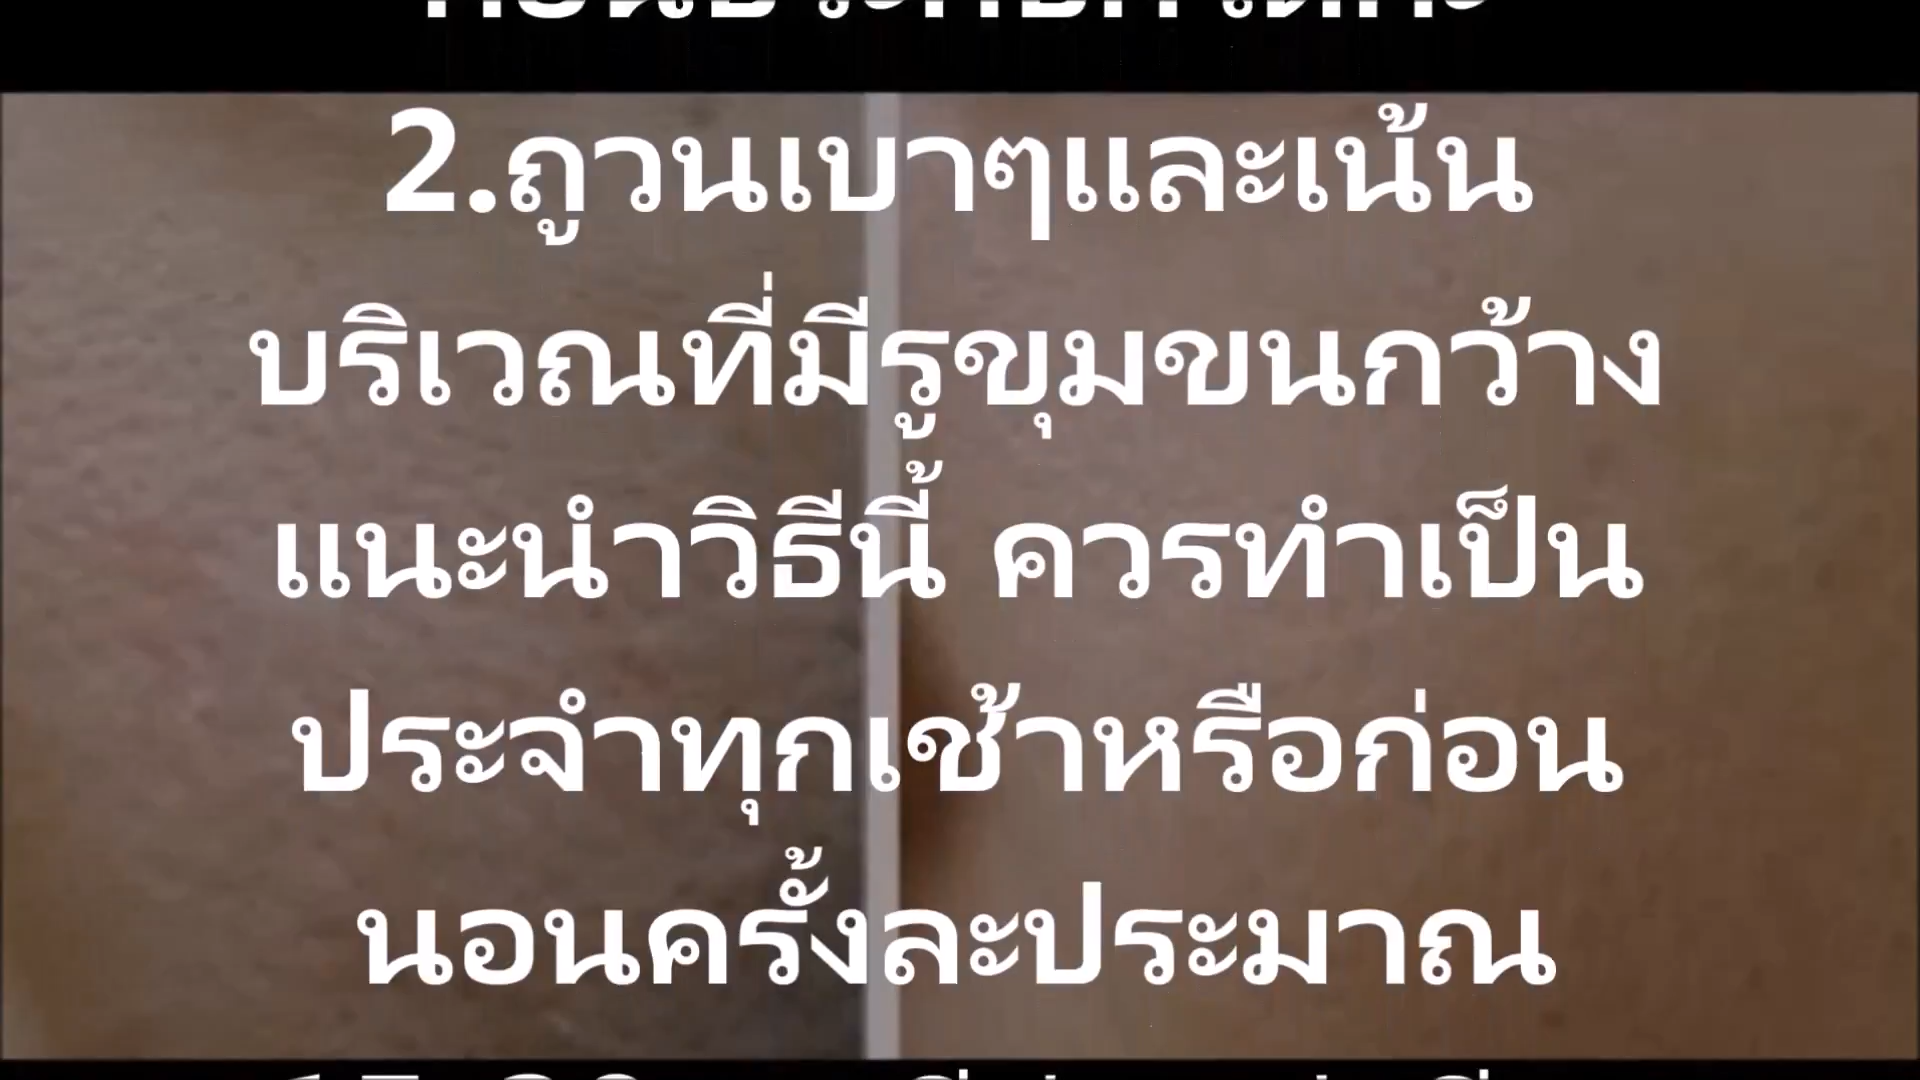 2.ถูวนเบาๆและเน้น
บริเวณที่มีรูขุมขนกว้าง
แนะนำวิธีนี้ ควรทำเป็น
ประจำทุกเช้าหรือก่อน
นอนครั้งละประมาณ